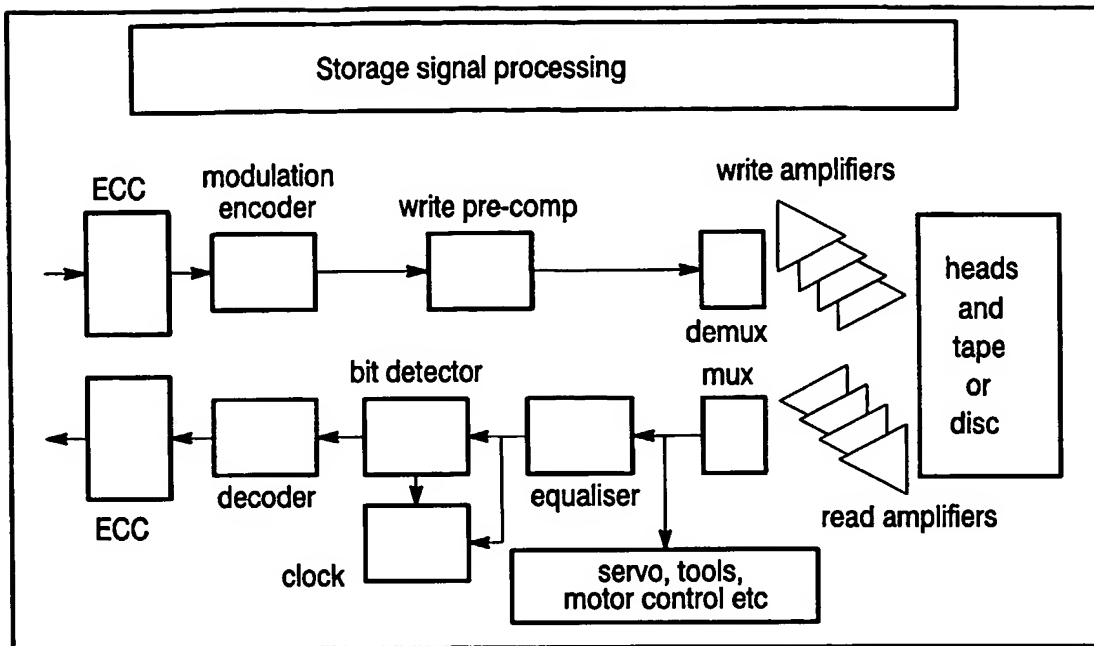 Storage signal processing
ECC
modulation
encoder
write pre-comp
write amplifiers
demux
heads
and
tape
or
disc
bit detector
mux
decoder
equaliser
read amplifiers
ECC
clock
servo, tools,
motor control etc